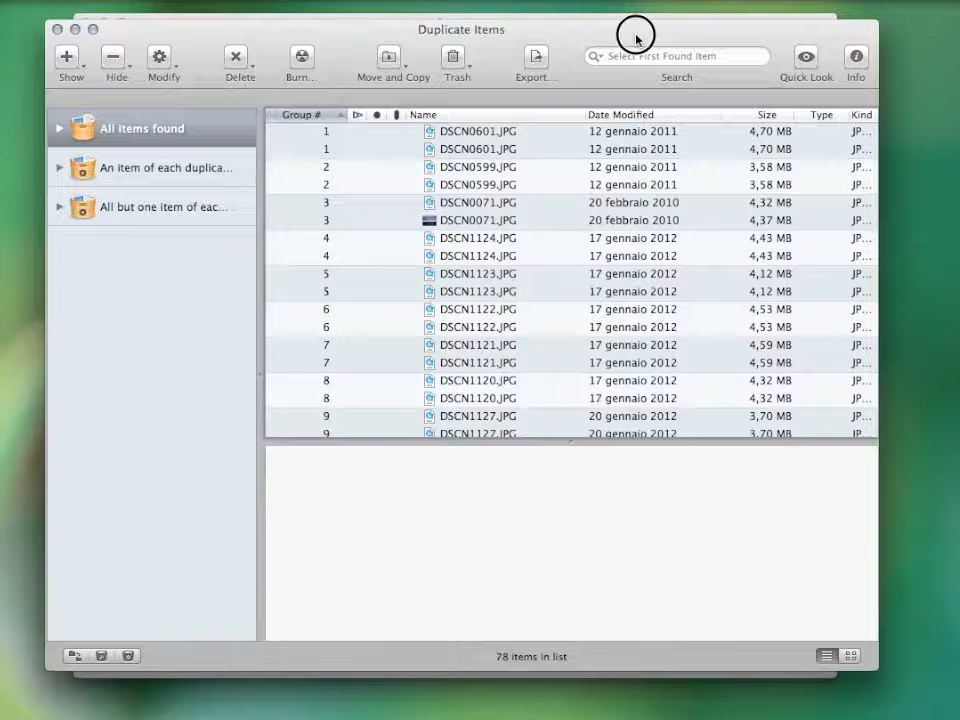 Duplicate Items
Select First Found Item
Show Hide Modify Delete Burn... Move and Copy Trash Export... Search Quick Look Info
All items found
An item of each duplica...
All but one item of eac...
Group # Name Date Modified Size Type Kind
1 DSCN0601.JPG 12 gennaio 2011 4,70 MB JP...
1 DSCN0601.JPG 12 gennaio 2011 4,70 MB JP...
2 DSCN0599.JPG 12 gennaio 2011 3,58 MB JP...
2 DSCN0599.JPG 12 gennaio 2011 3,58 MB JP...
3 DSCN0071.JPG 20 febbraio 2010 4,32 MB JP...
3 DSCN0071.JPG 20 febbraio 2010 4,37 MB JP...
4 DSCN1124.JPG 17 gennaio 2012 4,43 MB JP...
4 DSCN1124.JPG 17 gennaio 2012 4,43 MB JP...
5 DSCN1123.JPG 17 gennaio 2012 4,12 MB JP...
5 DSCN1123.JPG 17 gennaio 2012 4,12 MB JP...
6 DSCN1122.JPG 17 gennaio 2012 4,53 MB JP...
6 DSCN1122.JPG 17 gennaio 2012 4,53 MB JP...
7 DSCN1121.JPG 17 gennaio 2012 4,59 MB JP...
7 DSCN1121.JPG 17 gennaio 2012 4,59 MB JP...
8 DSCN1120.JPG 17 gennaio 2012 4,32 MB JP...
8 DSCN1120.JPG 17 gennaio 2012 4,32 MB JP...
9 DSCN1127.JPG 20 gennaio 2012 3,70 MB JP...
9 DSCN1127.JPG 20 gennaio 2012 3,70 MB JP...
78 items in list